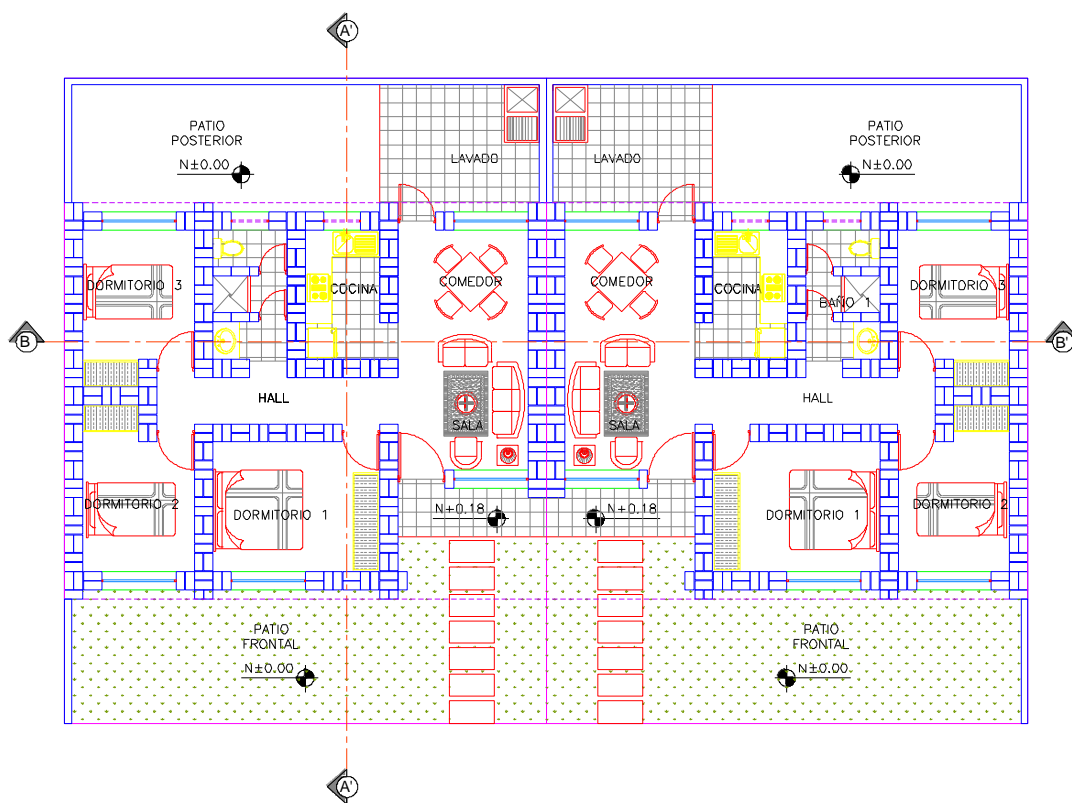 A'
PATIO
POSTERIOR
N±0.00
LAVADO
LAVADO
PATIO
POSTERIOR
N±0.00
DORMITORIO 3
COCINA
COMEDOR
COMEDOR
COCINA
BAÑO 1
DORMITORIO 3
B
B'
HALL
SALA
SALA
HALL
DORMITORIO 2
DORMITORIO 1
N+0.18
N+0.18
DORMITORIO 1
DORMITORIO 2
PATIO
FRONTAL
N±0.00
PATIO
FRONTAL
N±0.00
A'